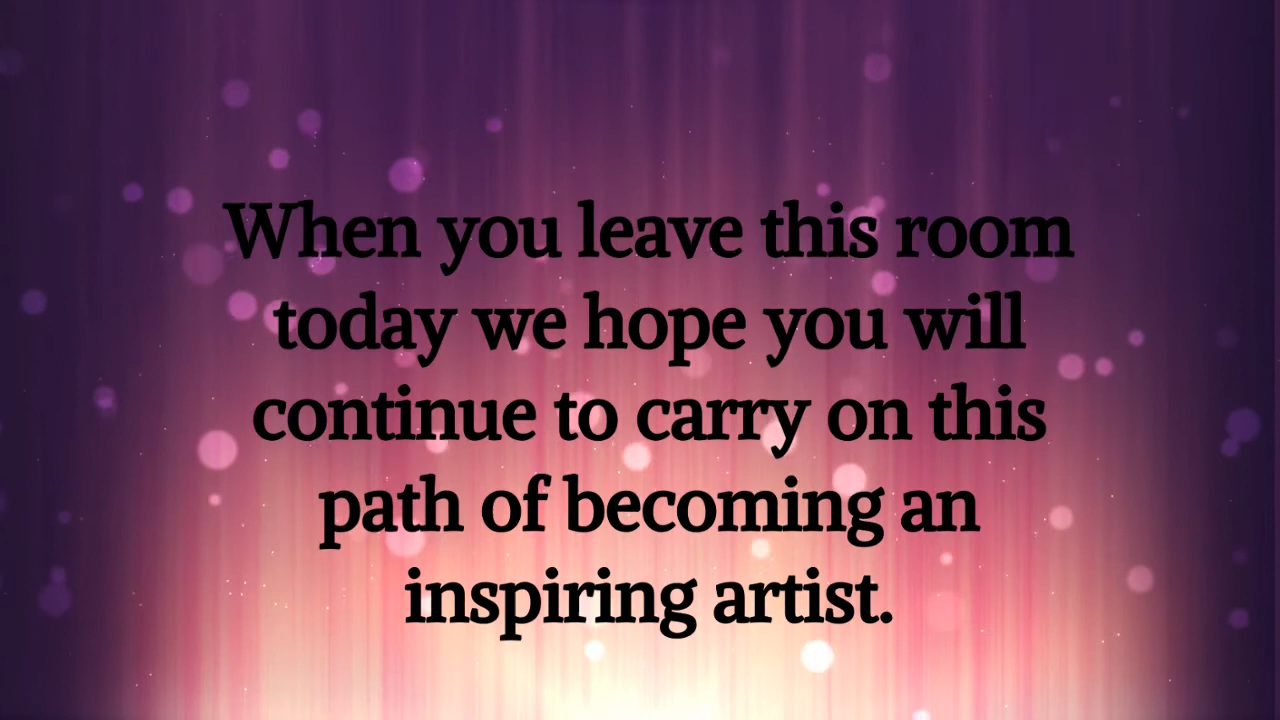 When you leave this room
today we hope you will
continue to carry on this
path of becoming an
inspiring artist.